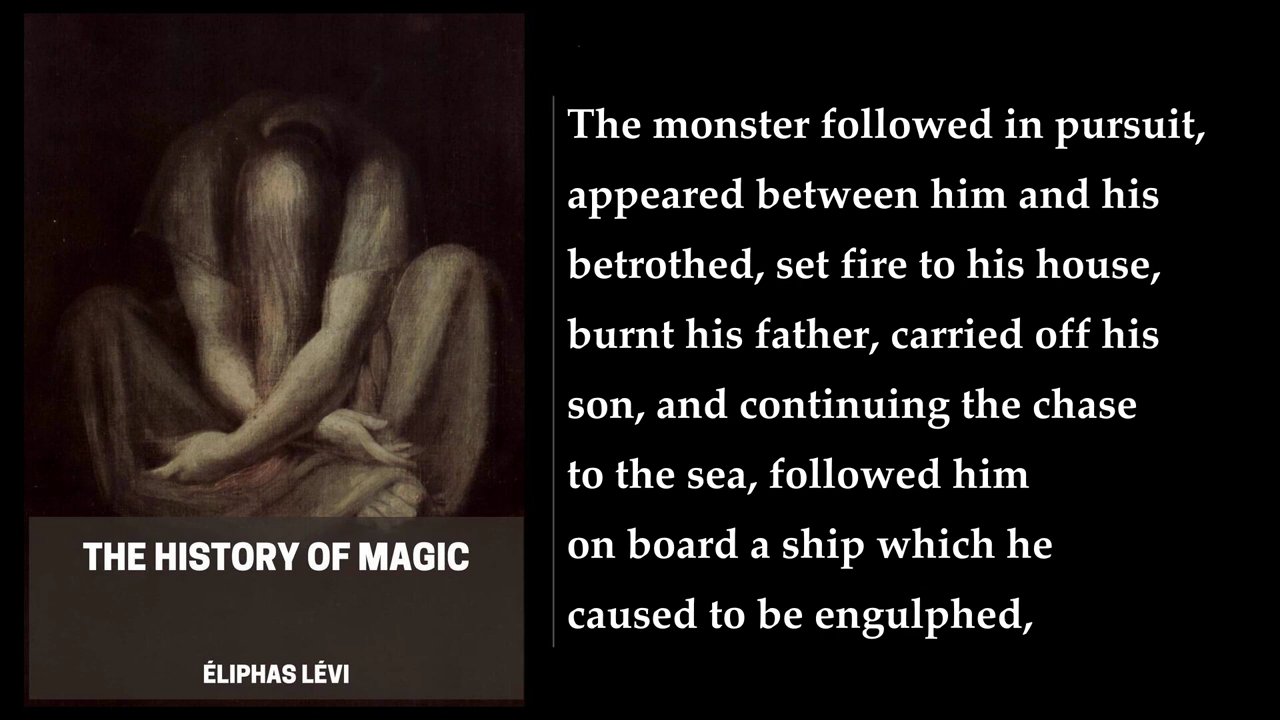 THE HISTORY OF MAGIC
ÉLIPHAS LÉVI
The monster followed in pursuit,
appeared between him and his
betrothed, set fire to his house,
burnt his father, carried off his
son, and continuing the chase
to the sea, followed him
on board a ship which he
caused to be engulphed,